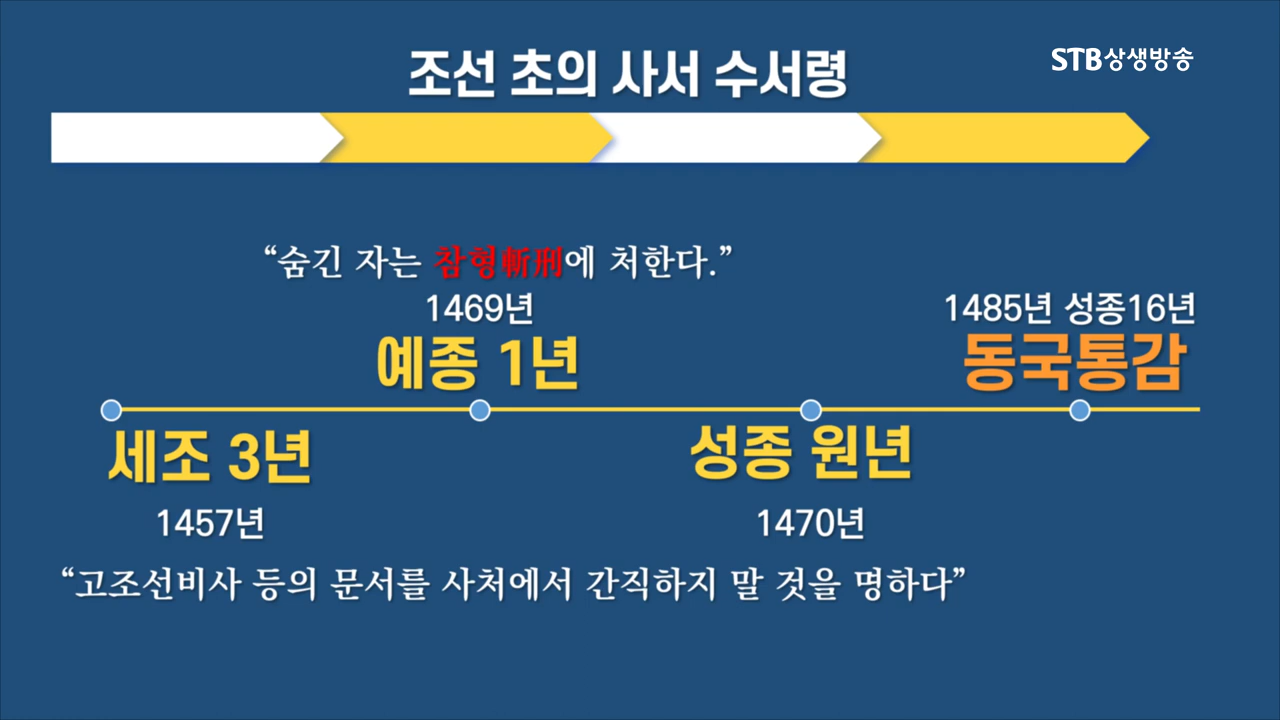 조선 초의 사서 수서령
STB상생방송
“숨긴 자는 참형斬刑에 처한다.”
1469년
예종 1년
1485년 성종16년
동국통감
세조 3년
1457년
성종 원년
1470년
“고조선비사 등의 문서를 사처에서 간직하지 말 것을 명하다”